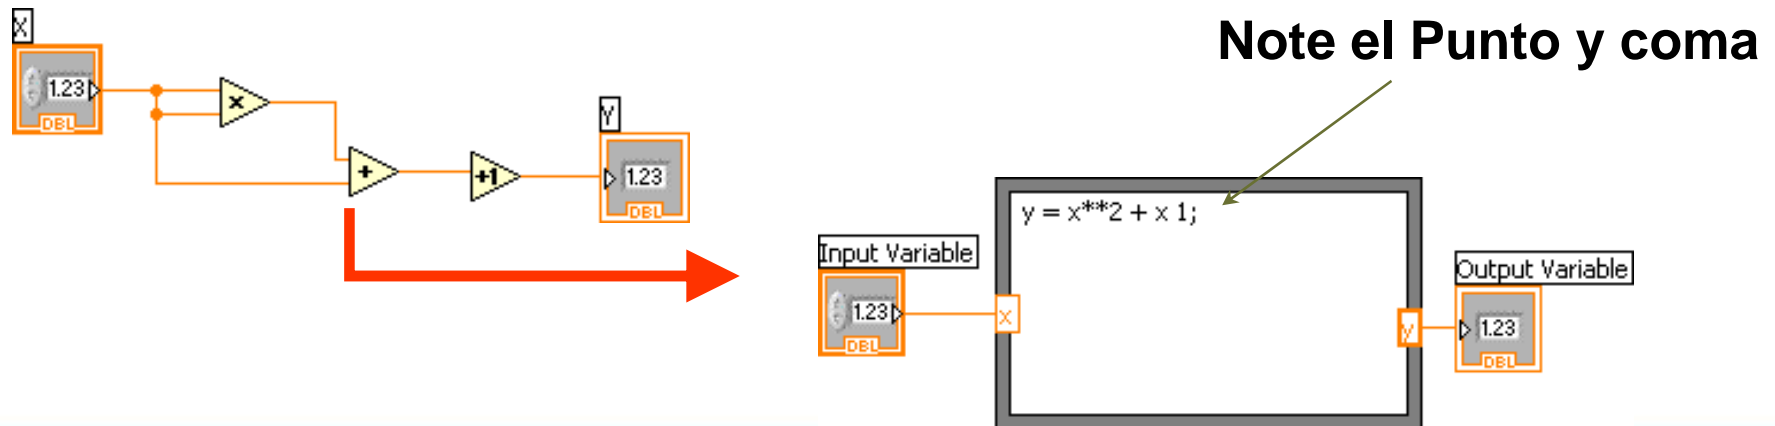 X
1.23
DBL
x
+
+1
Y
1.23
DBL
Note el Punto y coma
y = x**2 + x 1;
Input Variable
1.23
DBL
x
y
Output Variable
1.23
DBL